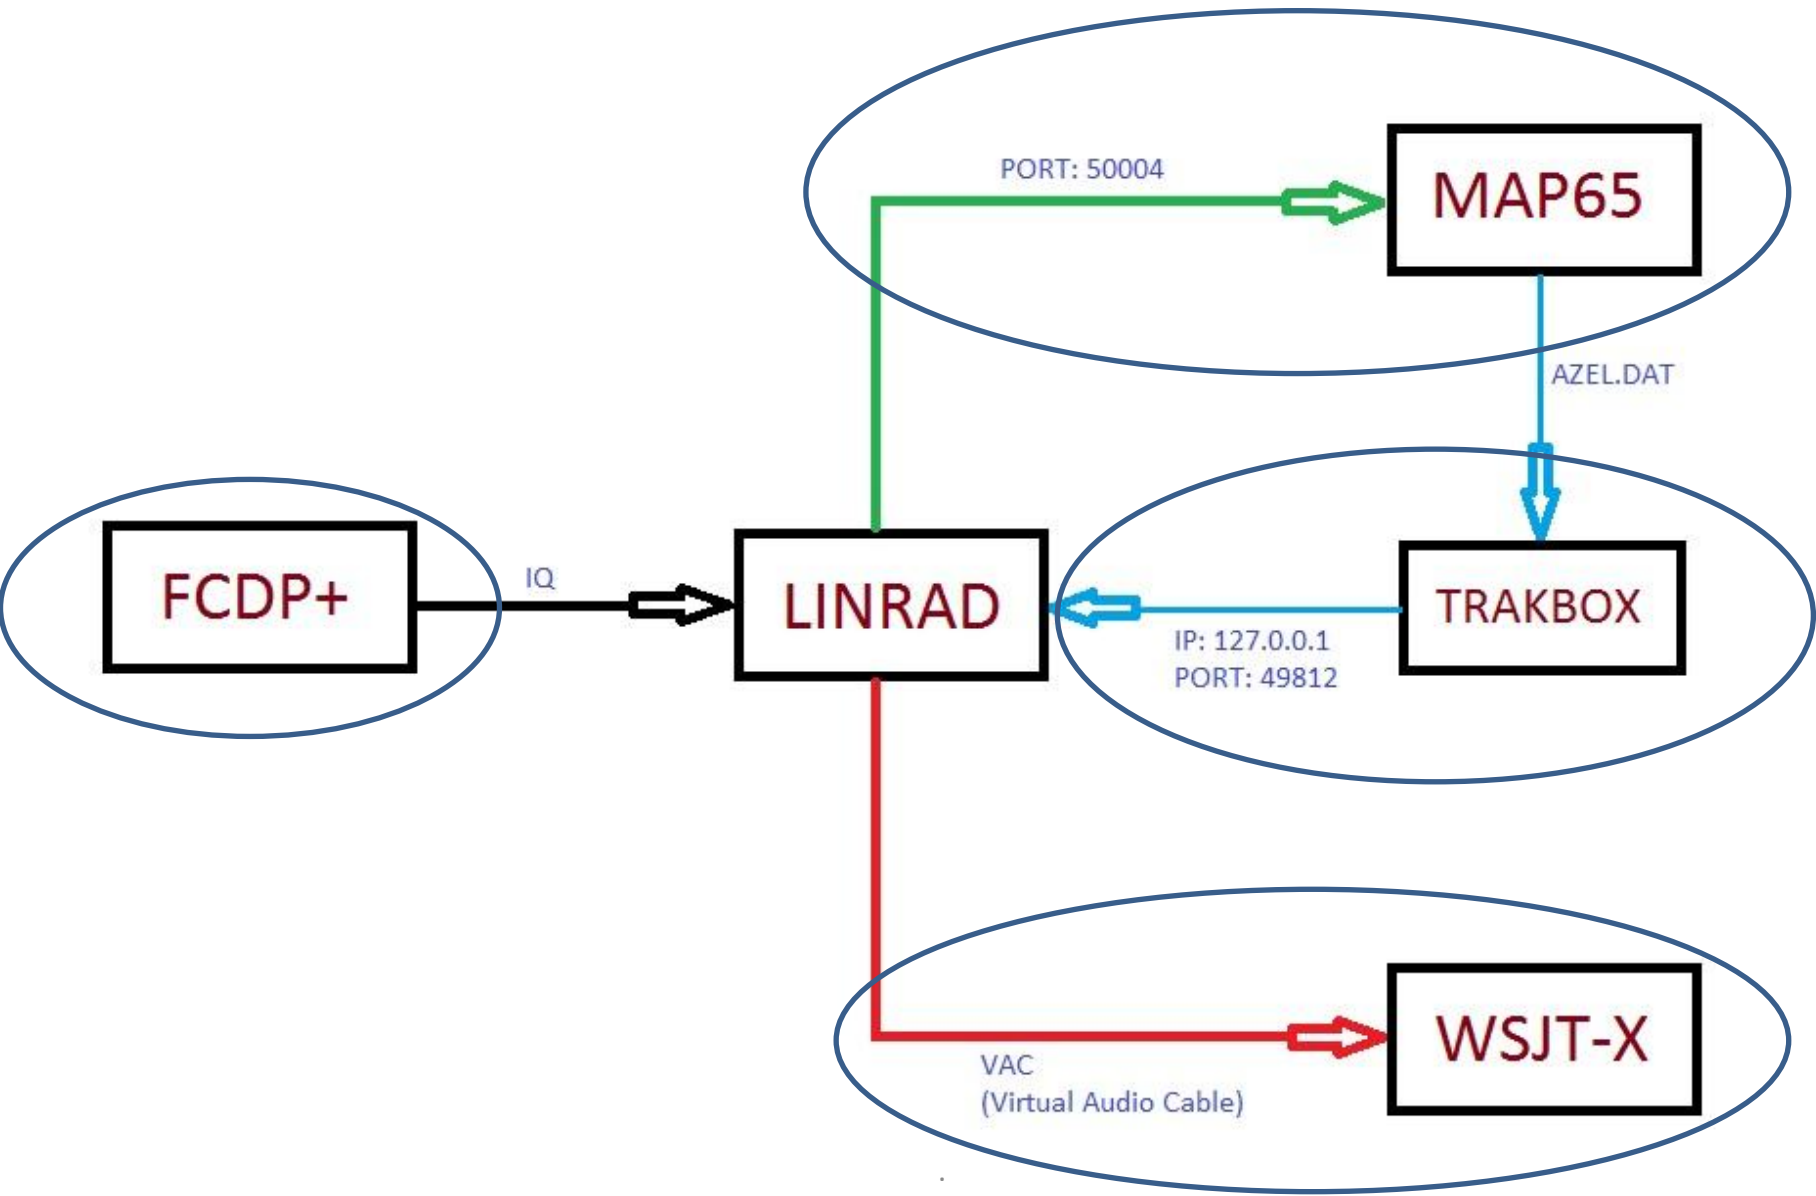 PORT: 50004
MAP65
AZEL.DAT
FCDP+
IQ
LINRAD
TRAKBOX
IP: 127.0.0.1
PORT: 49812
WSJT-X
VAC
(Virtual Audio Cable)